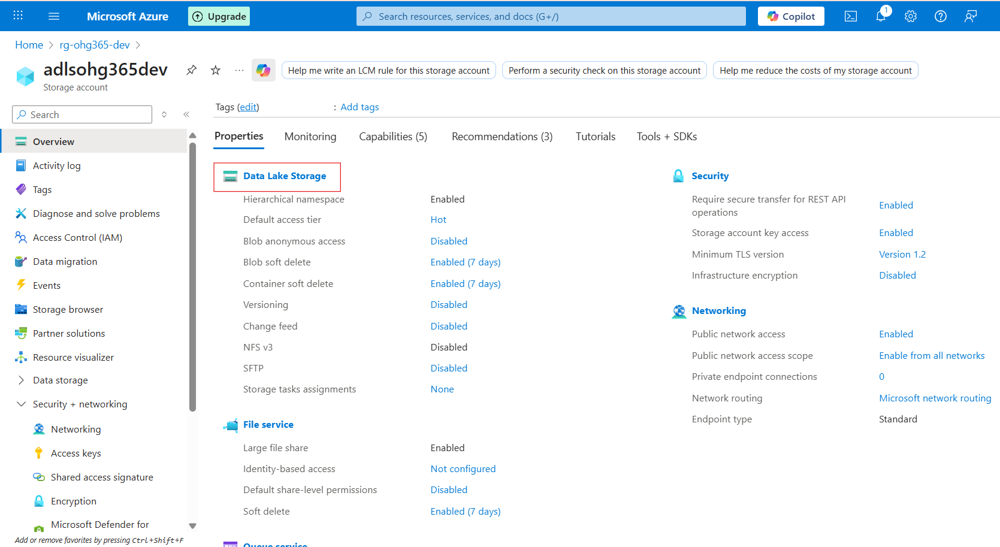 Microsoft Azure
Upgrade
Search resources, services, and docs (G+/)
Copilot
1
Home > rg-ohg365-dev >
adlsohg365dev
Storage account
Help me write an LCM rule for this storage account
Perform a security check on this storage account
Help me reduce the costs of my storage account
Search
Overview
Activity log
Tags
Diagnose and solve problems
Access Control (IAM)
Data migration
Events
Storage browser
Partner solutions
Resource visualizer
Data storage
Security + networking
Networking
Access keys
Shared access signature
Encryption
Microsoft Defender for
Add or remove favorites by pressing Ctrl+Shift+F
Tags (edit) : Add tags
Properties Monitoring Capabilities (5) Recommendations (3) Tutorials Tools + SDKs
Data Lake Storage
Hierarchical namespace Enabled
Default access tier Hot
Blob anonymous access Disabled
Blob soft delete Enabled (7 days)
Container soft delete Enabled (7 days)
Versioning Disabled
Change feed Disabled
NFS v3 Disabled
SFTP Disabled
Storage tasks assignments None
File service
Large file share Enabled
Identity-based access Not configured
Default share-level permissions Disabled
Soft delete Enabled (7 days)
Queue service
Security
Require secure transfer for REST API
operations Enabled
Storage account key access Enabled
Minimum TLS version Version 1.2
Infrastructure encryption Disabled
Networking
Public network access Enabled
Public network access scope Enable from all networks
Private endpoint connections 0
Network routing Microsoft network routing
Endpoint type Standard